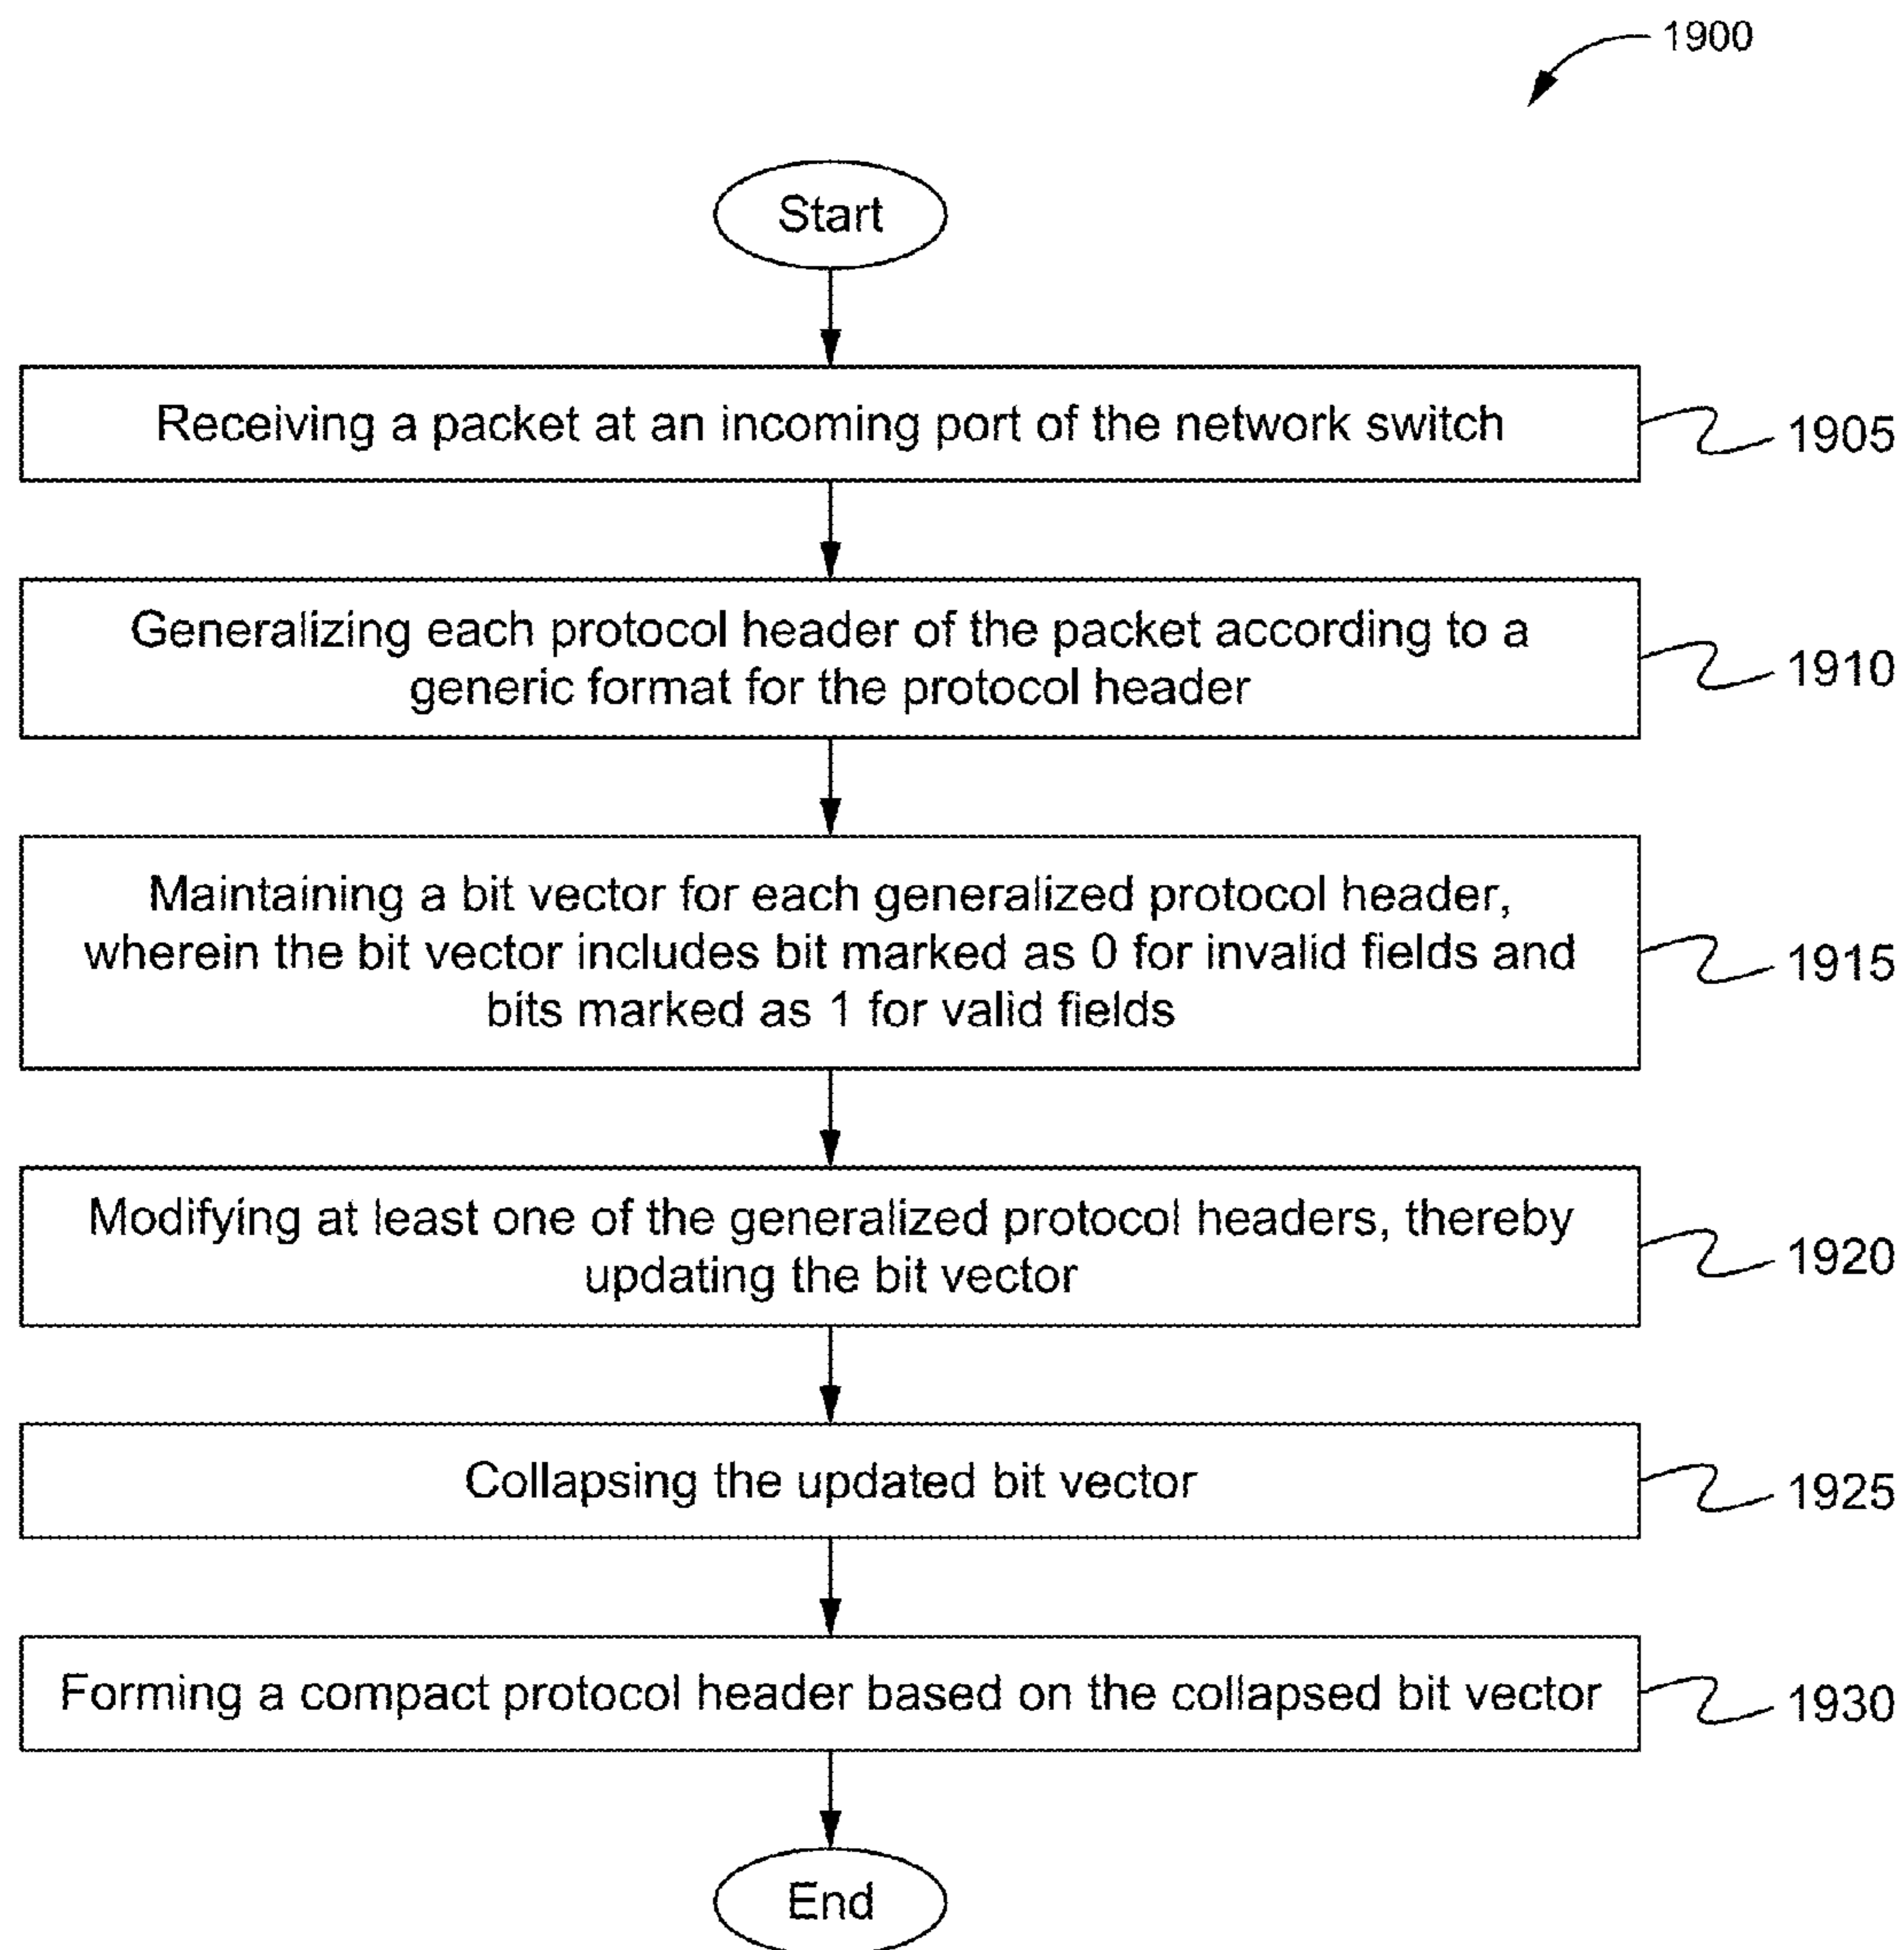 1900
Start
Receiving a packet at an incoming port of the network switch
1905
Generalizing each protocol header of the packet according to a
generic format for the protocol header
1910
Maintaining a bit vector for each generalized protocol header,
wherein the bit vector includes bit marked as 0 for invalid fields and
bits marked as 1 for valid fields
1915
Modifying at least one of the generalized protocol headers, thereby
updating the bit vector
1920
Collapsing the updated bit vector
1925
Forming a compact protocol header based on the collapsed bit vector
1930
End